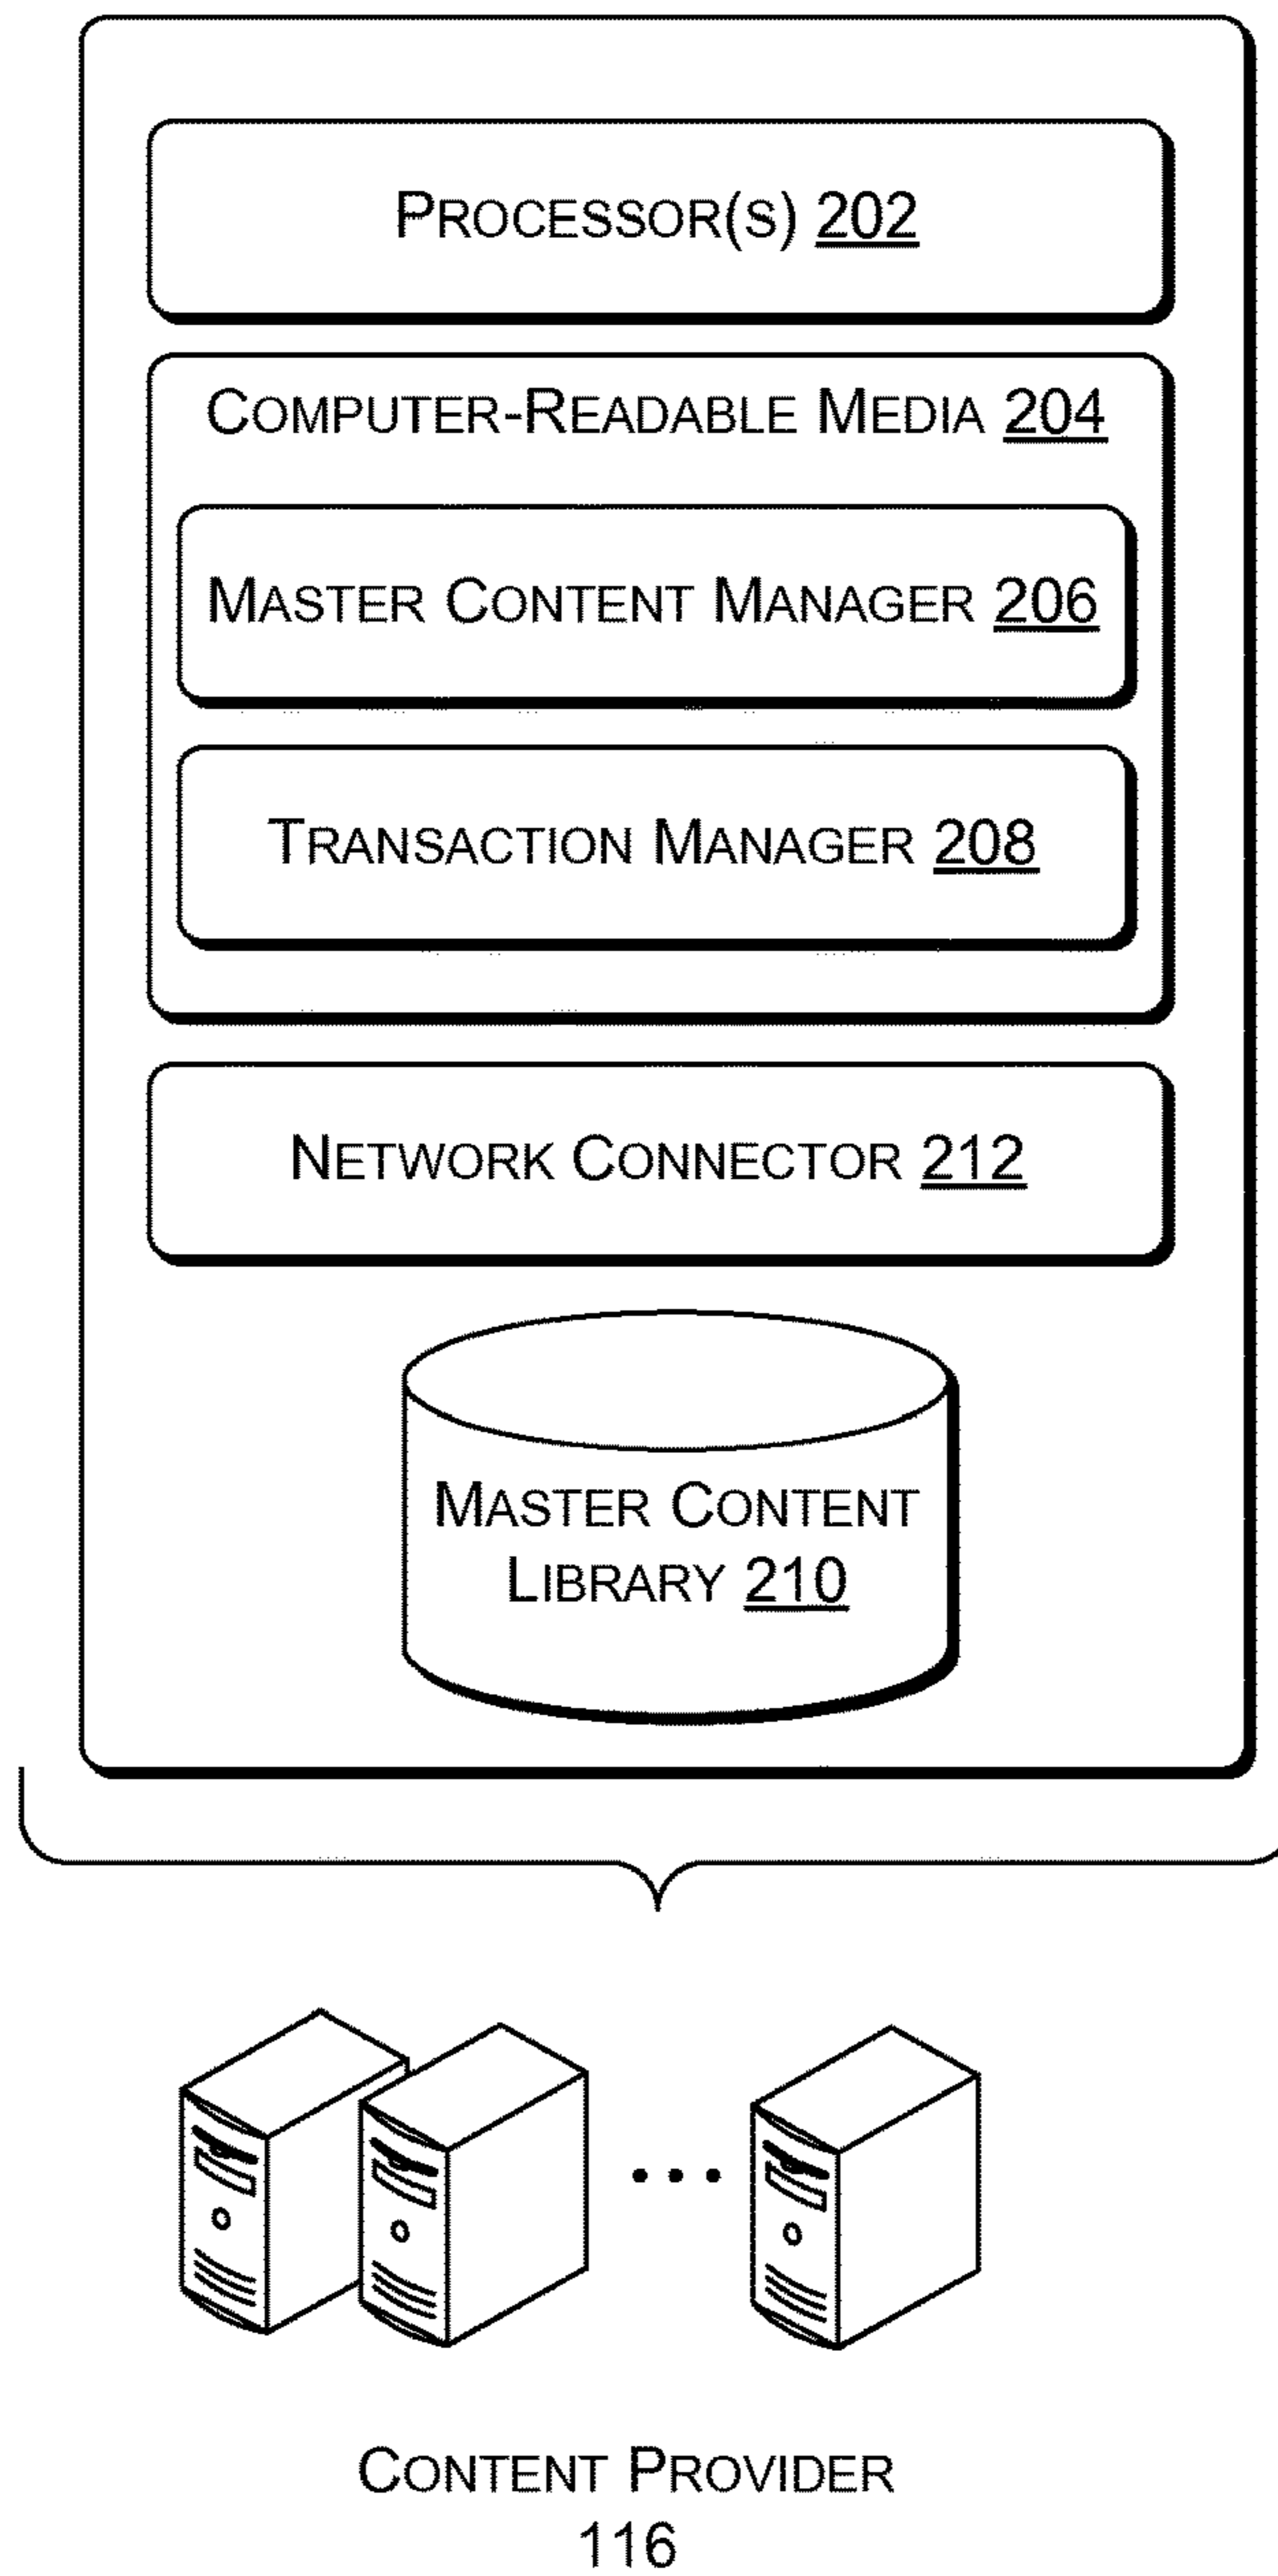 PROCESSOR(S) 202
COMPUTER-READABLE MEDIA 204
MASTER CONTENT MANAGER 206
TRANSACTION MANAGER 208
NETWORK CONNECTOR 212
MASTER CONTENT
LIBRARY 210
CONTENT PROVIDER
116